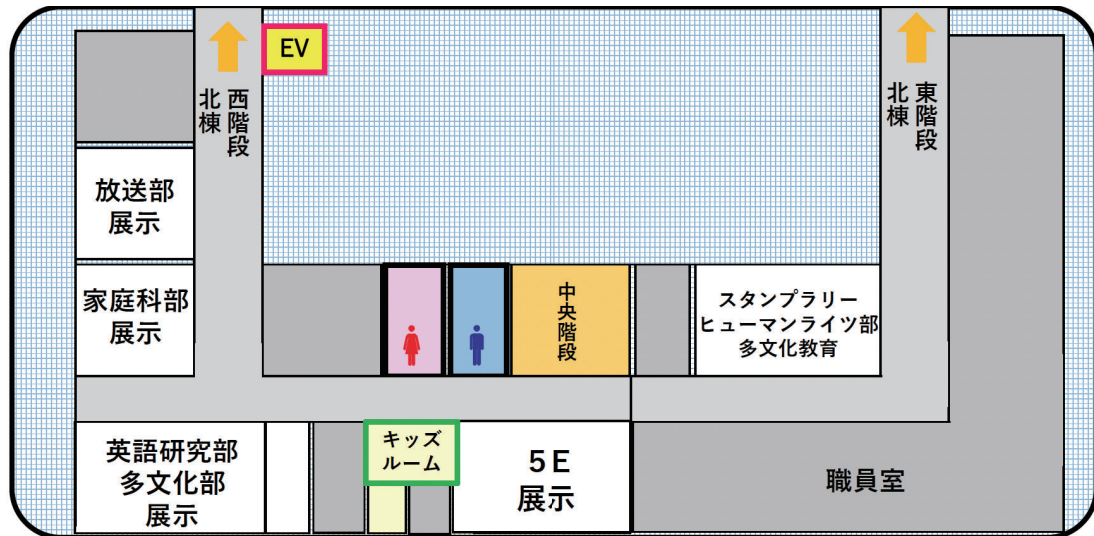 EV
西階段
北棟
東階段
北棟
放送部
展示
家庭科部
展示
中央階段
スタンプラリー
ヒューマンライツ部
多文化教育
英語研究部
多文化部
展示
キッズ
ルーム
５Ｅ
展示
職員室